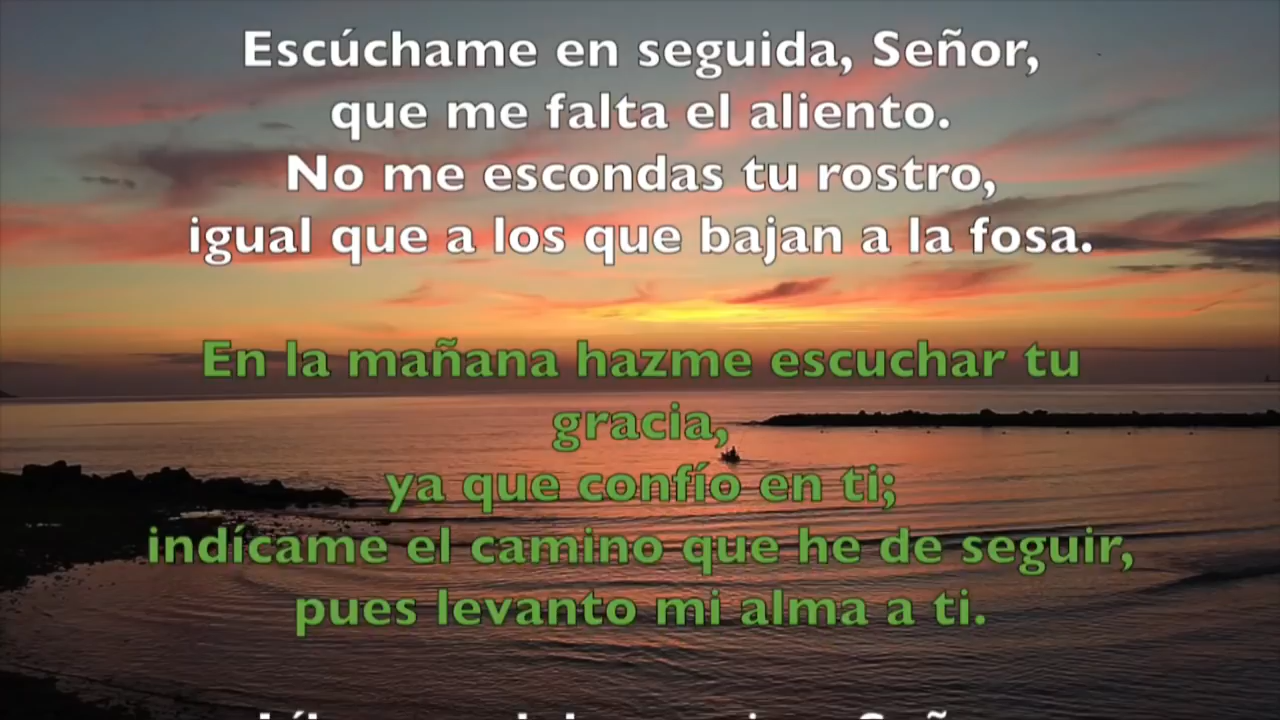 Escúchame en seguida, Señor,
que me falta el aliento.
No me escondas tu rostro,
igual que a los que bajan a la fosa.
En la mañana hazme escuchar tu
gracia,
ya que confío en ti;
indícame el camino que he de seguir,
pues levanto mi alma a ti.